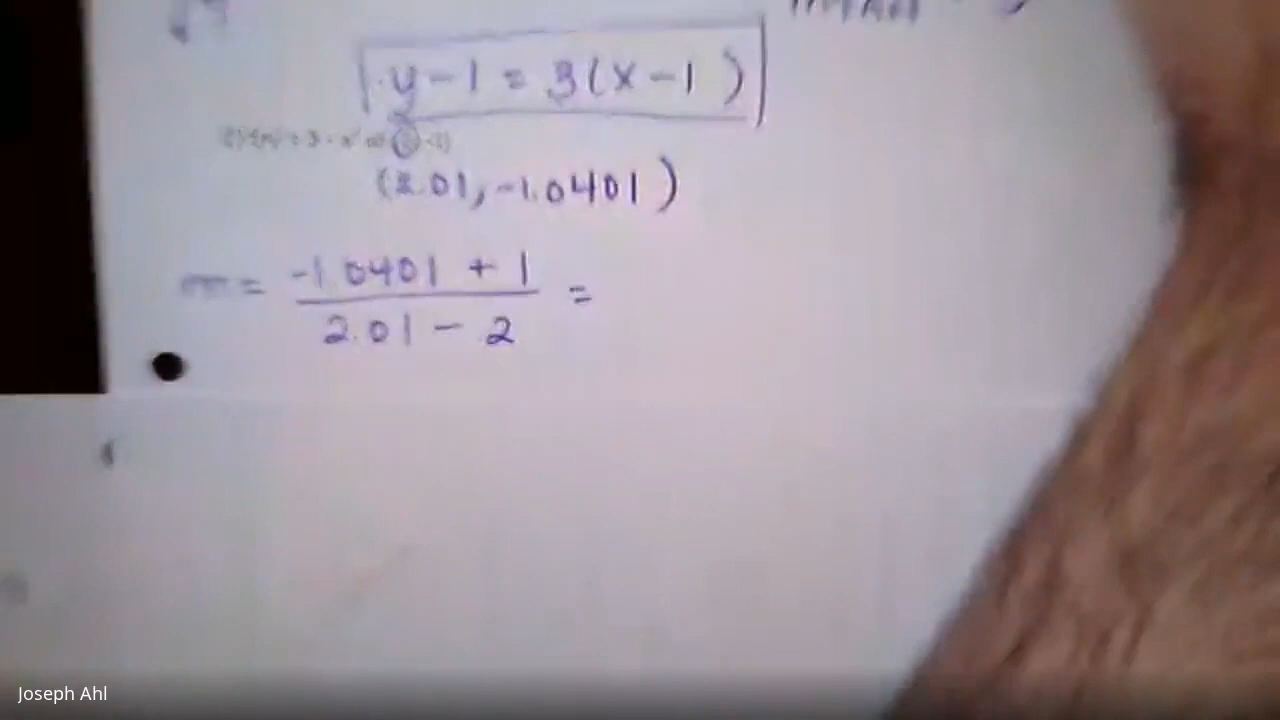 y - 1 = 3(x - 1)
(2.01, -1.0401)
m = -1.0401 + 1 / 2.01 - 2 =
Joseph Ahl